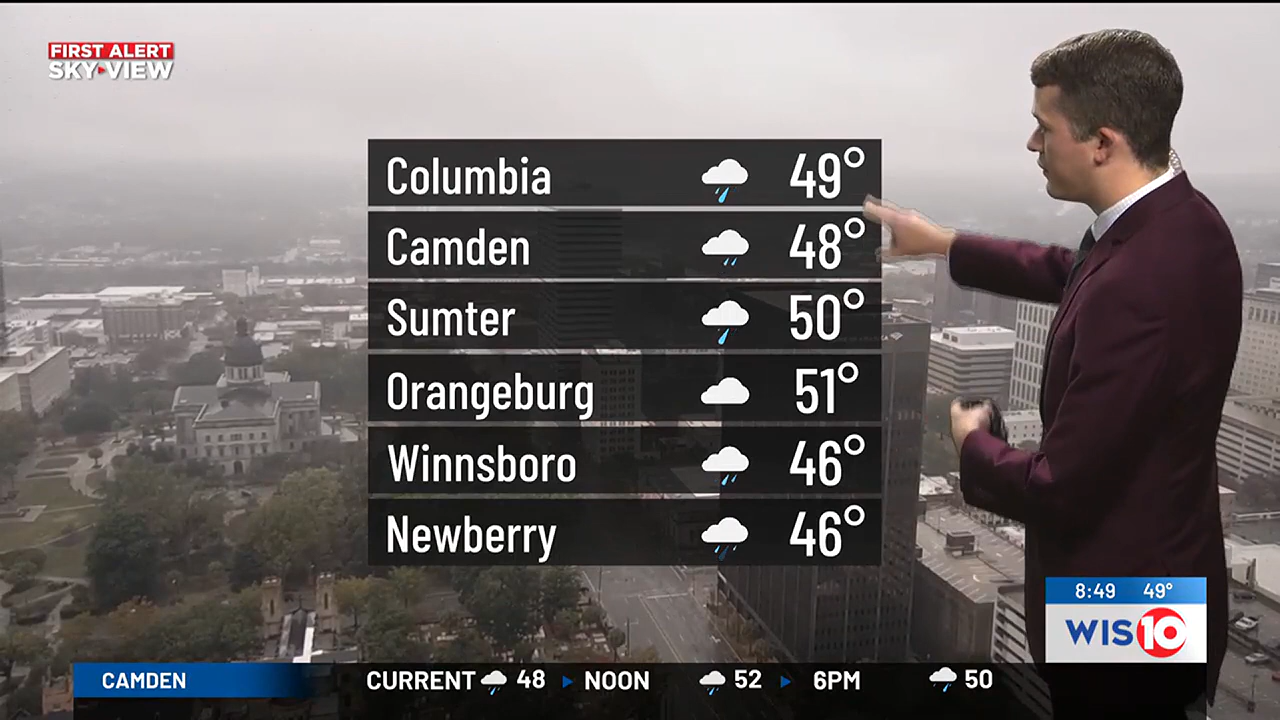 FIRST ALERT
SKY VIEW
Columbia 49°
Camden 48°
Sumter 50°
Orangeburg 51°
Winnsboro 46°
Newberry 46°
8:49 49°
WIS10
CAMDEN CURRENT 48 NOON 52 6PM 50